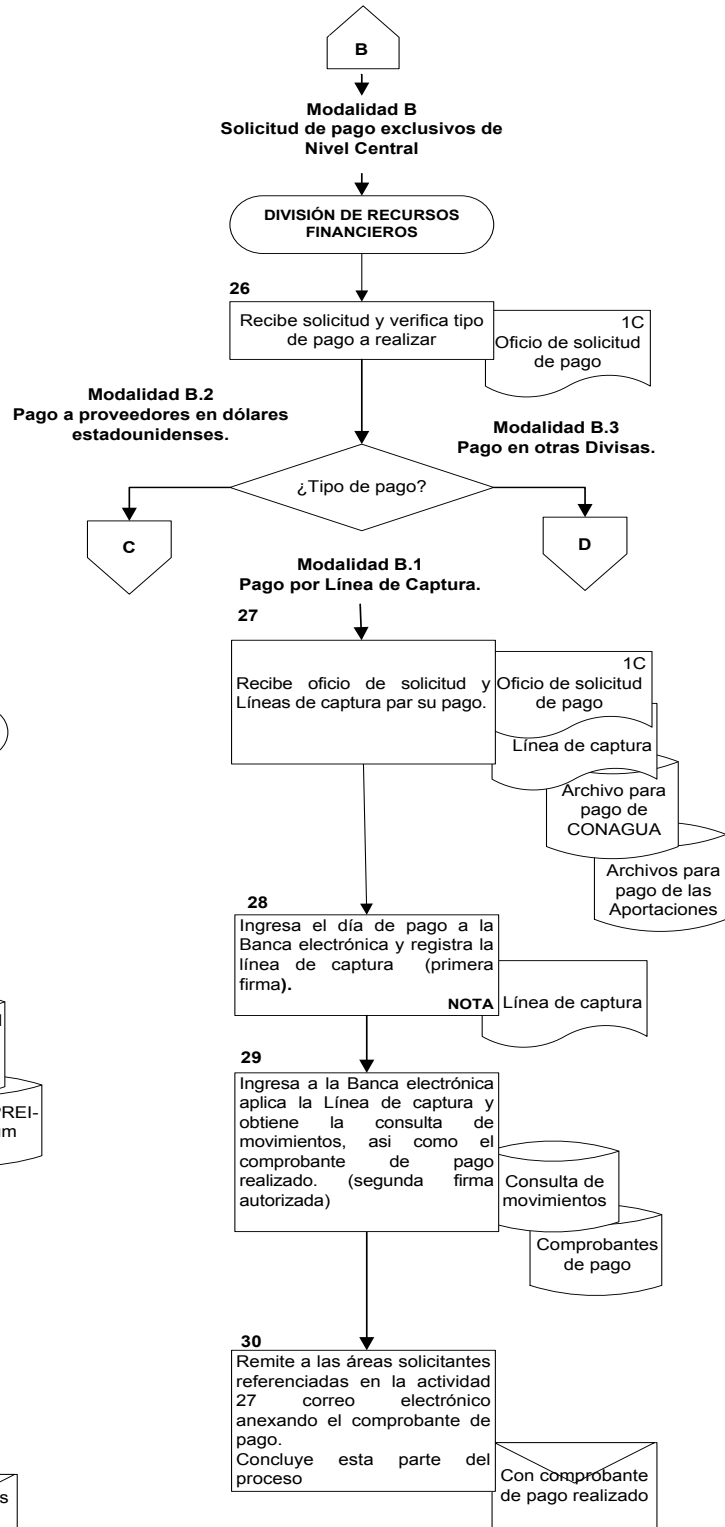 B
Modalidad B
Solicitud de pago exclusivos de
Nivel Central
DIVISIÓN DE RECURSOS
FINANCIEROS
26
Recibe solicitud y verifica tipo
de pago a realizar
1C
Oficio de solicitud
de pago
Modalidad B.2
Pago a proveedores en dólares
estadounidenses.
Modalidad B.3
Pago en otras Divisas.
¿Tipo de pago?
C
D
Modalidad B.1
Pago por Línea de Captura.
27
Recibe oficio de solicitud y
Líneas de captura par su pago.
1C
Oficio de solicitud
de pago
Línea de captura
Archivo para
pago de
CONAGUA
Archivos para
pago de las
Aportaciones
28
Ingresa el día de pago a la
Banca electrónica y registra la
línea de captura (primera
firma).
NOTA
Línea de captura
29
Ingresa a la Banca electrónica
aplica la Línea de captura y
obtiene la consulta de
movimientos, asi como el
comprobante de pago
realizado. (segunda firma
autorizada)
Consulta de
movimientos
Comprobantes
de pago
PREI-
30
Remite a las áreas solicitantes
referenciadas en la actividad
27 correo electrónico
anexando el comprobante de
pago.
Concluye esta parte del
proceso
Con comprobante
de pago realizado